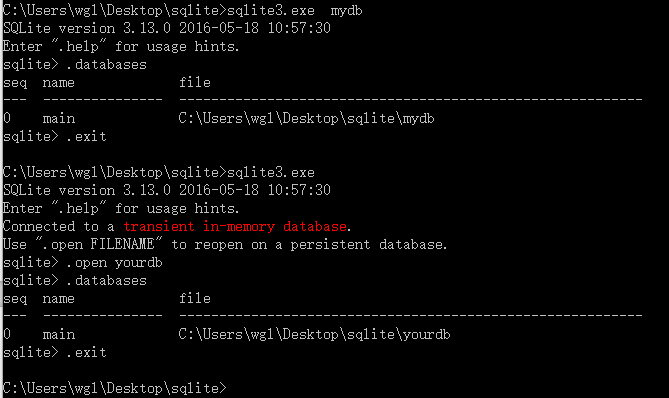 C:\Users\wgl\Desktop\sqlite>sqlite3.exe  mydb
SQLite version 3.13.0 2016-05-18 10:57:30
Enter ".help" for usage hints.
sqlite> .databases
seq  name             file
---  ---------------  ----------------------------------------------------------
0    main             C:\Users\wgl\Desktop\sqlite\mydb
sqlite> .exit
C:\Users\wgl\Desktop\sqlite>sqlite3.exe
SQLite version 3.13.0 2016-05-18 10:57:30
Enter ".help" for usage hints.
Connected to a transient in-memory database.
Use ".open FILENAME" to reopen on a persistent database.
sqlite> .open yourdb
sqlite> .databases
seq  name             file
---  ---------------  ----------------------------------------------------------
0    main             C:\Users\wgl\Desktop\sqlite\yourdb
sqlite> .exit
C:\Users\wgl\Desktop\sqlite>